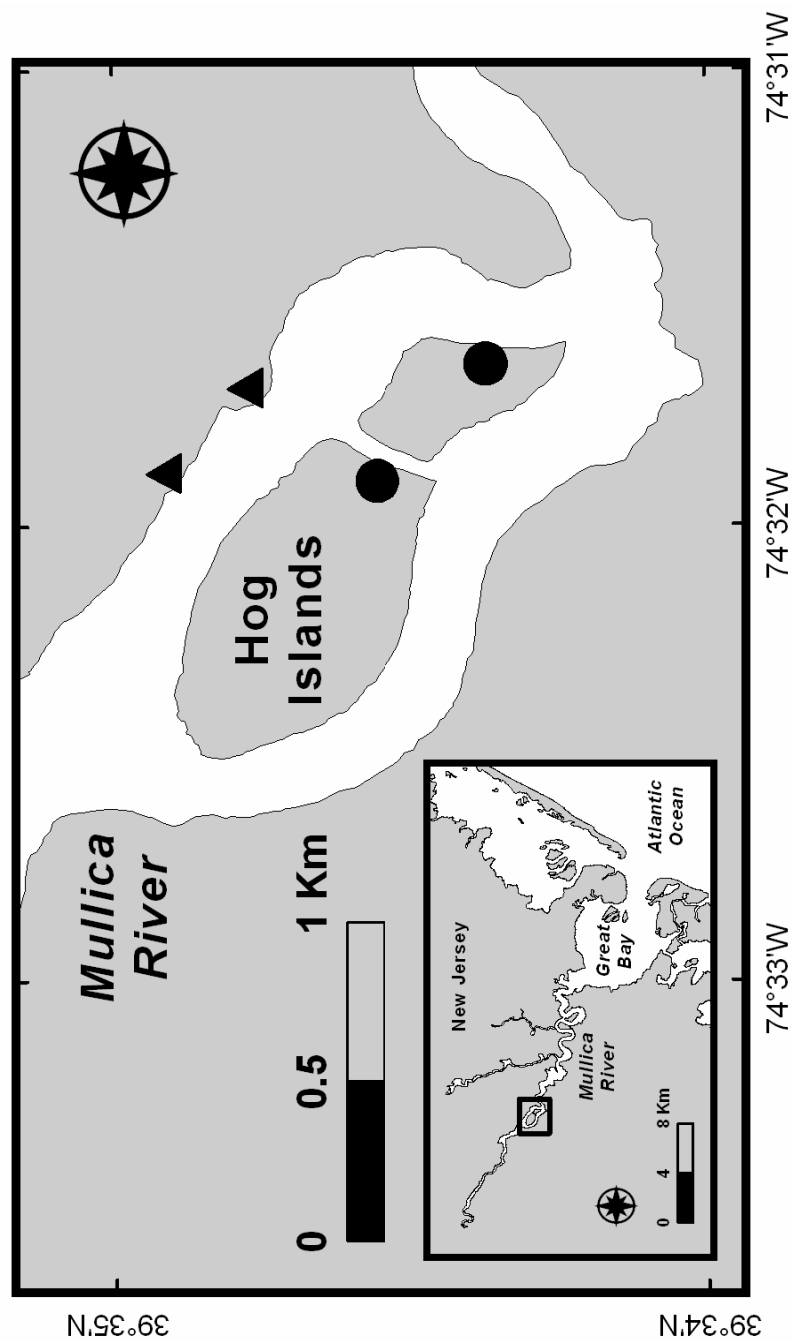 Mullica
River
Hog
Islands
0 0.5 1 Km
New Jersey
Mullica
River
Great
Bay
Atlantic
Ocean
0 4 8 Km
39°35'N
39°34'N
74°33'W
74°32'W
74°31'W